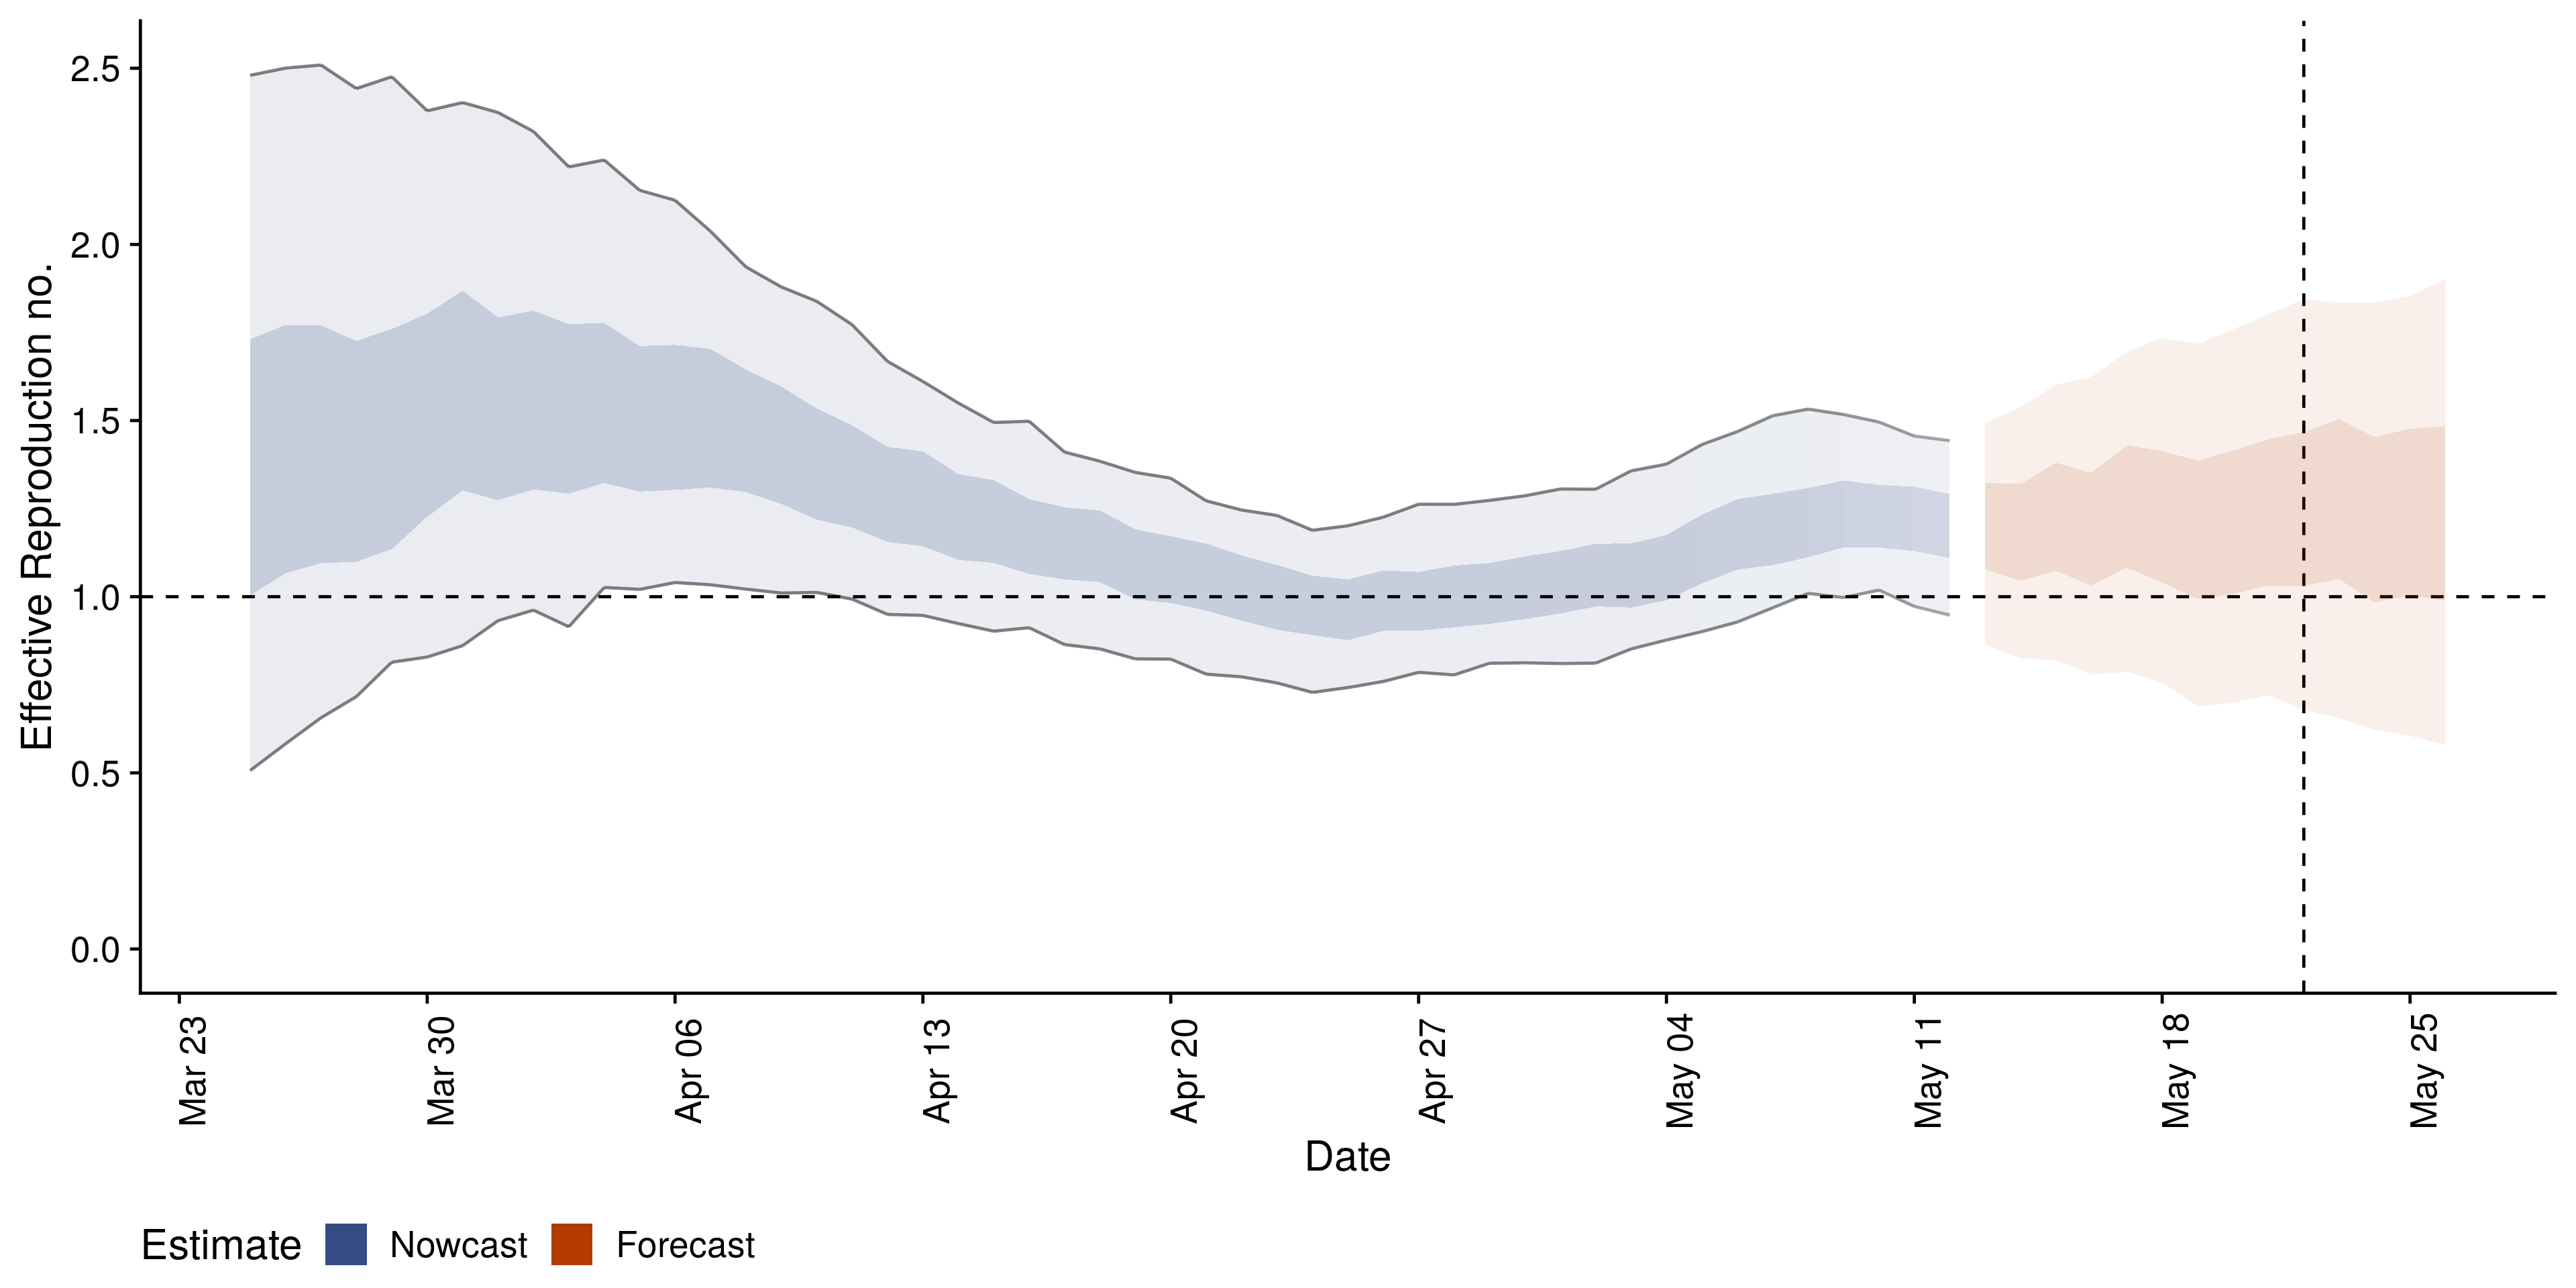 Effective Reproduction no.
2.5
2.0
1.5
1.0
0.5
0.0
Mar 23
Mar 30
Apr 06
Apr 13
Apr 20
Apr 27
May 04
May 11
May 18
May 25
Date
Estimate Nowcast Forecast